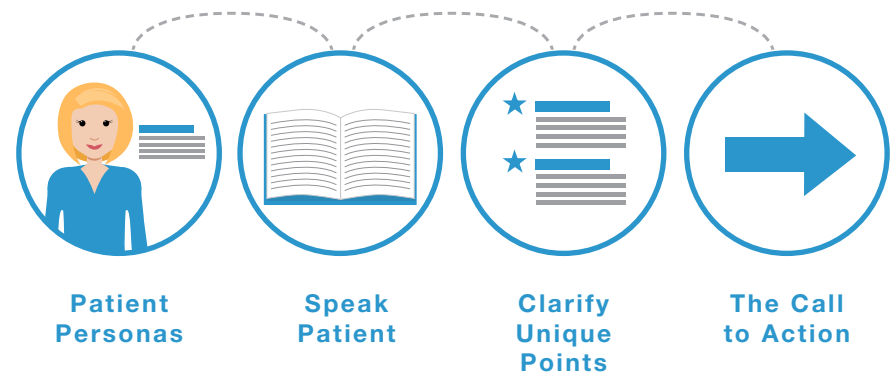 Patient
Personas
Speak
Patient
Clarify
Unique
Points
The Call
to Action